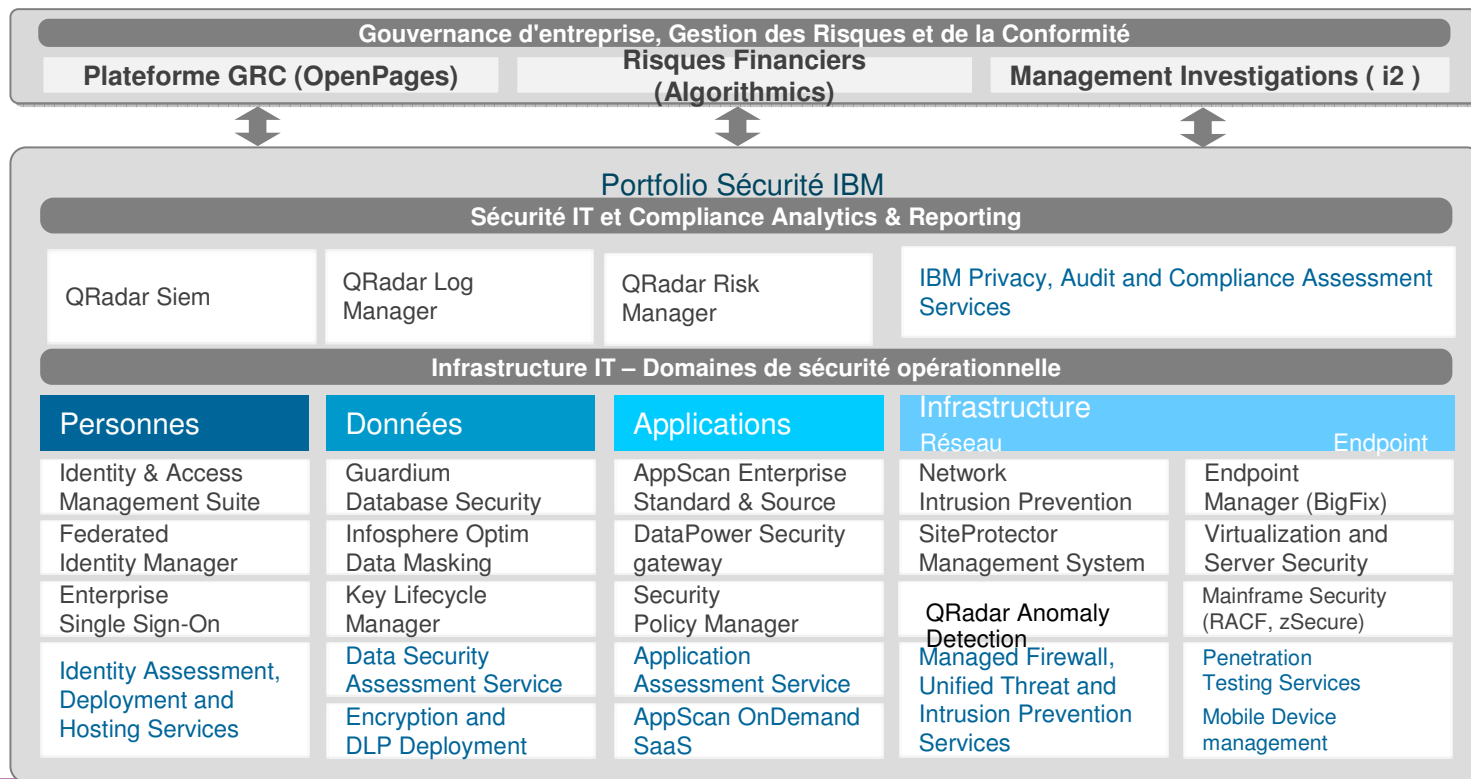 Gouvernance d'entreprise, Gestion des Risques et de la Conformité
Plateforme GRC (OpenPages)
Risques Financiers
(Algorithmics)
Management Investigations ( i2 )
Portfolio Sécurité IBM
Sécurité IT et Compliance Analytics & Reporting
QRadar Siem
QRadar Log
Manager
QRadar Risk
Manager
IBM Privacy, Audit and Compliance Assessment
Services
Infrastructure IT – Domaines de sécurité opérationnelle
Personnes
Identity & Access
Management Suite
Federated
Identity Manager
Enterprise
Single Sign-On
Identity Assessment,
Deployment and
Hosting Services
Données
Guardium
Database Security
Infosphere Optim
Data Masking
Key Lifecycle
Manager
Data Security
Assessment Service
Encryption and
DLP Deployment
Applications
AppScan Enterprise
Standard & Source
DataPower Security
gateway
Security
Policy Manager
Application
Assessment Service
AppScan OnDemand
SaaS
Infrastructure
Réseau
Endpoint
Network
Intrusion Prevention
SiteProtector
Management System
QRadar Anomaly
Detection
Managed Firewall,
Unified Threat and
Intrusion Prevention
Services
Endpoint
Manager (BigFix)
Virtualization and
Server Security
Mainframe Security
(RACF, zSecure)
Penetration
Testing Services
Mobile Device
management